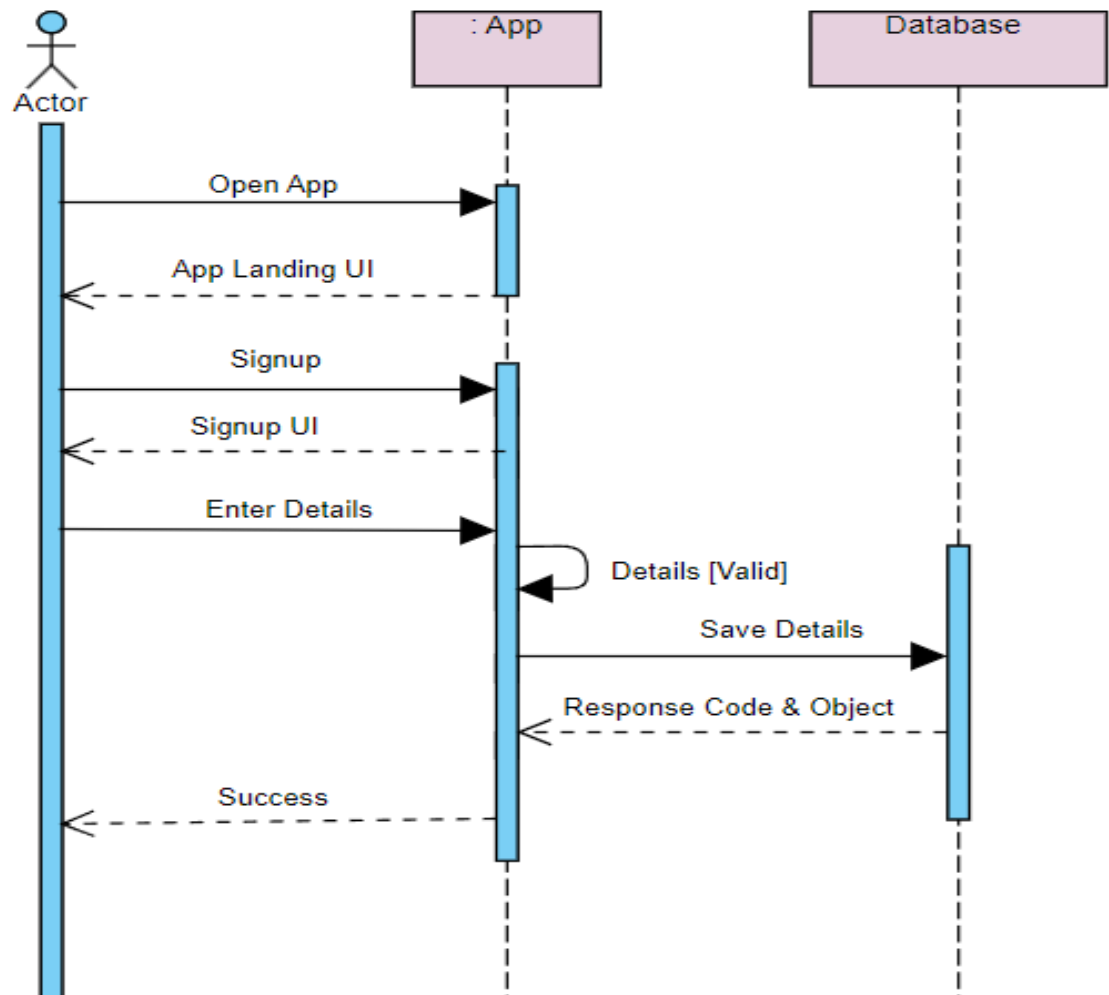 : App
Database
Actor
Open App
App Landing UI
Signup
Signup UI
Enter Details
Details [Valid]
Save Details
Response Code & Object
Success